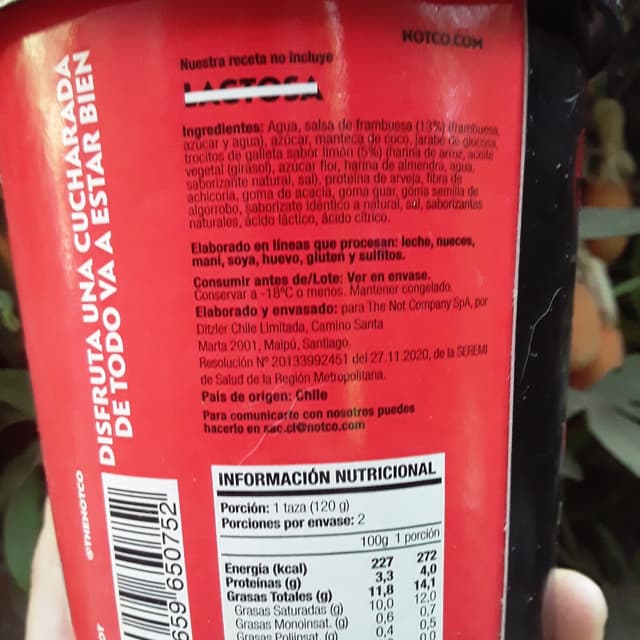 NOTCO.COM
Nuestra receta no incluye
LACTOSA
Ingredientes: Agua, salsa de frambuesa (13%) (frambuesa,
azúcar y agua), azúcar, manteca de coco, jarabe de glucosa,
trocitos de galleta sabor limón (5%) (harina de arroz, aceite
vegetal (girasol), azúcar flor, harina de almendra, agua,
saborizante natural, sal), proteína de arveja, fibra de
achicoria, goma de acacia, goma guar, goma semilla de
algorrobo, saborizate idéntico a natural, sal, saborizantes
naturales, ácido láctico, ácido cítrico.
Elaborado en líneas que procesan: leche, nueces,
maní, soya, huevo, gluten y sulfitos.
Consumir antes de/Lote: Ver en envase.
Conservar a -18°C o menos. Mantener congelado.
Elaborado y envasado: para The Not Company SpA, por
Ditzler Chile Limitada, Camino Santa
Marta 2001, Maipú, Santiago.
Resolución Nº 20133992451 del 27.11.2020, de la SEREMI
de Salud de la Región Metropolitana.
País de origen: Chile
Para comunicarte con nosotros puedes
hacerlo en sac.cl@notco.com
DISFRUTA UNA CUCHARADA
DE TODO VA A ESTAR BIEN
@THENOTCO
659 650752
INFORMACIÓN NUTRICIONAL
Porción: 1 taza (120 g)
Porciones por envase: 2
100g 1 porción
Energía (kcal) 227 272
Proteínas (g) 3,3 4,0
Grasas Totales (g) 11,8 14,1
Grasas Saturadas (g) 10,0 12,0
Grasas Monoinsat. (g) 0,6 0,7
Grasas Poliinsat. (g) 0,4 0,5